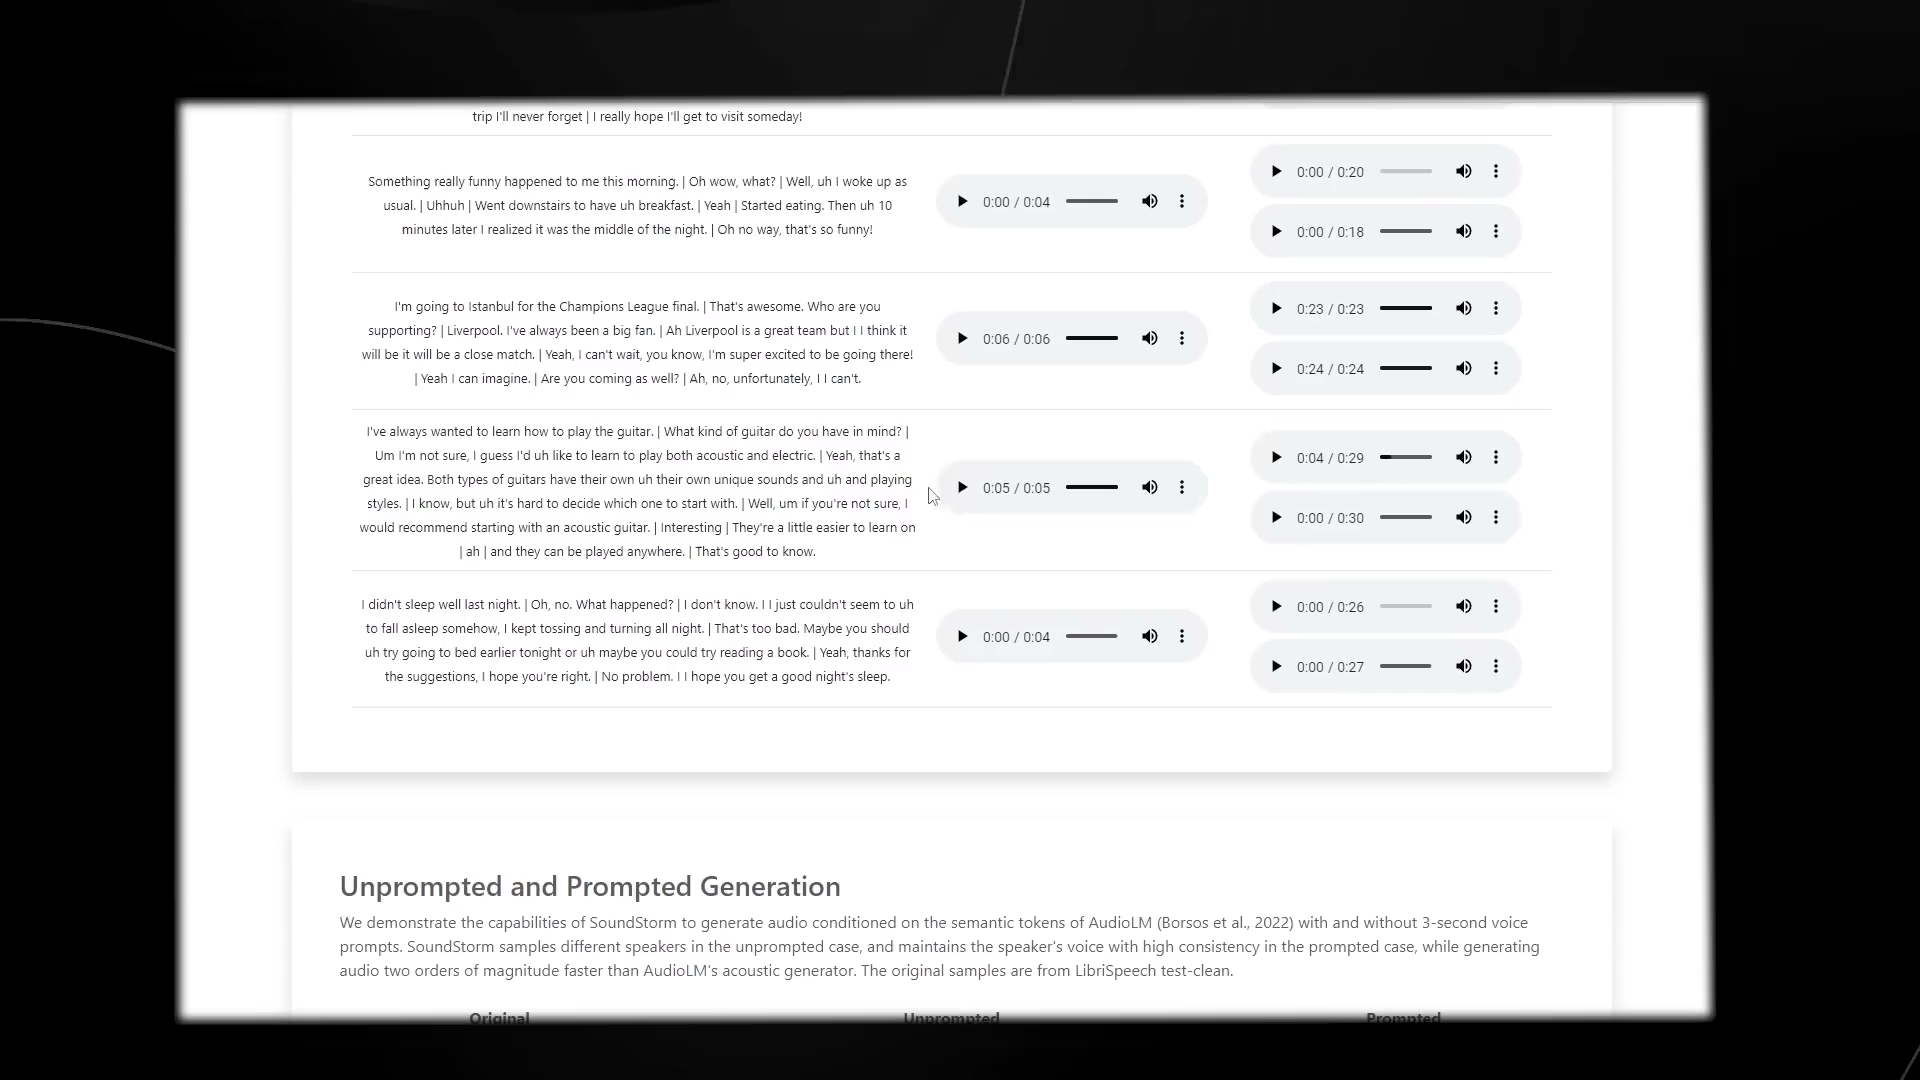 trip I'll never forget | I really hope I'll get to visit someday!
Something really funny happened to me this morning. | Oh wow, what? | Well, uh I woke up as
usual. | Uhhuh | Went downstairs to have uh breakfast. | Yeah | Started eating. Then uh 10
minutes later I realized it was the middle of the night. | Oh no way, that's so funny!
0:00 / 0:04
0:00 / 0:20
0:00 / 0:18
I'm going to Istanbul for the Champions League final. | That's awesome. Who are you
supporting? | Liverpool. I've always been a big fan. | Ah Liverpool is a great team but I I think it
will be it will be a close match. | Yeah, I can't wait, you know, I'm super excited to be going there!
| Yeah I can imagine. | Are you coming as well? | Ah, no, unfortunately, I I can't.
0:06 / 0:06
0:23 / 0:23
0:24 / 0:24
I've always wanted to learn how to play the guitar. | What kind of guitar do you have in mind? |
Um I'm not sure, I guess I'd uh like to learn to play both acoustic and electric. | Yeah, that's a
great idea. Both types of guitars have their own uh their own unique sounds and uh and playing
styles. | I know, but uh it's hard to decide which one to start with. | Well, um if you're not sure, I
would recommend starting with an acoustic guitar. | Interesting | They're a little easier to learn on
| ah | and they can be played anywhere. | That's good to know.
0:05 / 0:05
0:04 / 0:29
0:00 / 0:30
I didn't sleep well last night. | Oh, no. What happened? | I don't know. I I just couldn't seem to uh
to fall asleep somehow, I kept tossing and turning all night. | That's too bad. Maybe you should
uh try going to bed earlier tonight or uh maybe you could try reading a book. | Yeah, thanks for
the suggestions, I hope you're right. | No problem. I I hope you get a good night's sleep.
0:00 / 0:04
0:00 / 0:26
0:00 / 0:27
Unprompted and Prompted Generation
We demonstrate the capabilities of SoundStorm to generate audio conditioned on the semantic tokens of AudioLM (Borsos et al., 2022) with and without 3-second voice
prompts. SoundStorm samples different speakers in the unprompted case, and maintains the speaker's voice with high consistency in the prompted case, while generating
audio two orders of magnitude faster than AudioLM's acoustic generator. The original samples are from LibriSpeech test-clean.
Original
Unprompted
Prompted